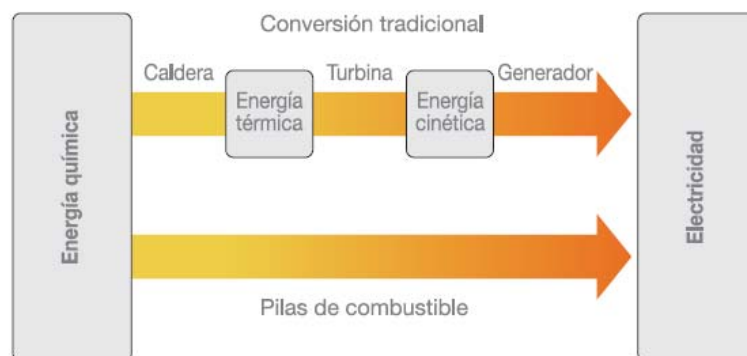 Conversión tradicional
Caldera
Turbina
Generador
Energía
térmica
Energía
cinética
Energía química
Electricidad
Pilas de combustible